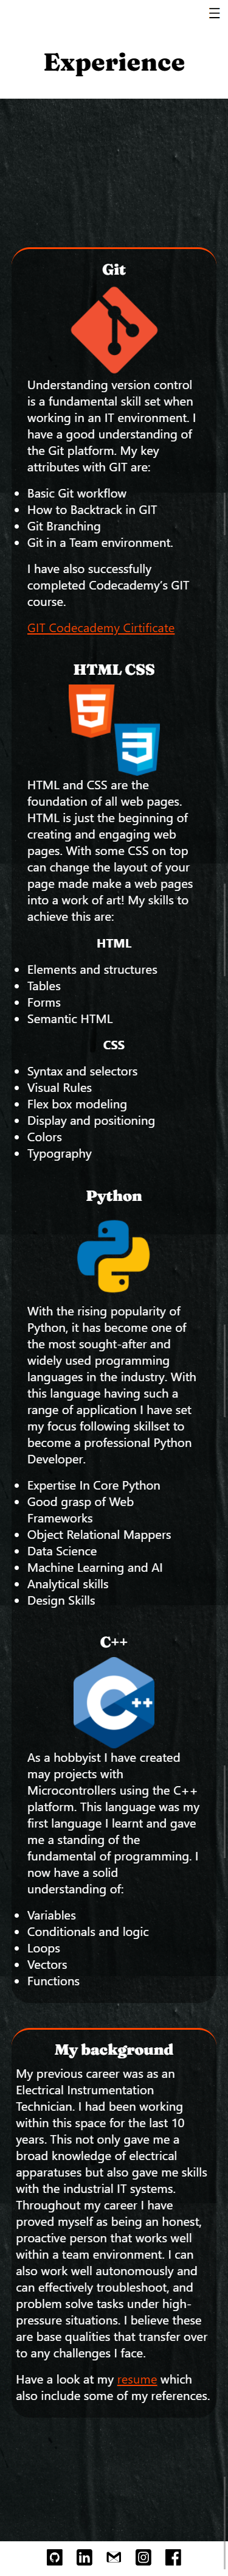 Experience
Git
Understanding version control
is a fundamental skill set when
working in an IT environment. I
have a good understanding of
the Git platform. My key
attributes with GIT are:
Basic Git workflow
How to Backtrack in GIT
Git Branching
Git in a Team environment.
I have also successfully
completed Codecademy's GIT
course.
GIT Codecademy Cirtificate
HTML CSS
5
3
HTML and CSS are the
foundation of all web pages.
HTML is just the beginning of
creating and engaging web
pages. With some CSS on top
can change the layout of your
page made make a web pages
into a work of art! My skills to
achieve this are:
HTML
Elements and structures
Tables
Forms
Semantic HTML
CSS
Syntax and selectors
Visual Rules
Flex box modeling
Display and positioning
Colors
Typography
Python
With the rising popularity of
Python, it has become one of
the most sought-after and
widely used programming
languages in the industry. With
this language having such a
range of application I have set
my focus following skillset to
become a professional Python
Developer.
Expertise In Core Python
Good grasp of Web
Frameworks
Object Relational Mappers
Data Science
Machine Learning and AI
Analytical skills
Design Skills
C++
C++
As a hobbyist I have created
may projects with
Microcontrollers using the C++
platform. This language was my
first language I learnt and gave
me a standing of the
fundamental of programming. I
now have a solid
understanding of:
Variables
Conditionals and logic
Loops
Vectors
Functions
My background
My previous career was as an
Electrical Instrumentation
Technician. I had been working
within this space for the last 10
years. This not only gave me a
broad knowledge of electrical
apparatuses but also gave me skills
with the industrial IT systems.
Throughout my career I have
proved myself as being an honest,
proactive person that works well
within a team environment. I can
also work well autonomously and
can effectively troubleshoot, and
problem solve tasks under high-
pressure situations. I believe these
are base qualities that transfer over
to any challenges I face.
Have a look at my resume which
also include some of my references.